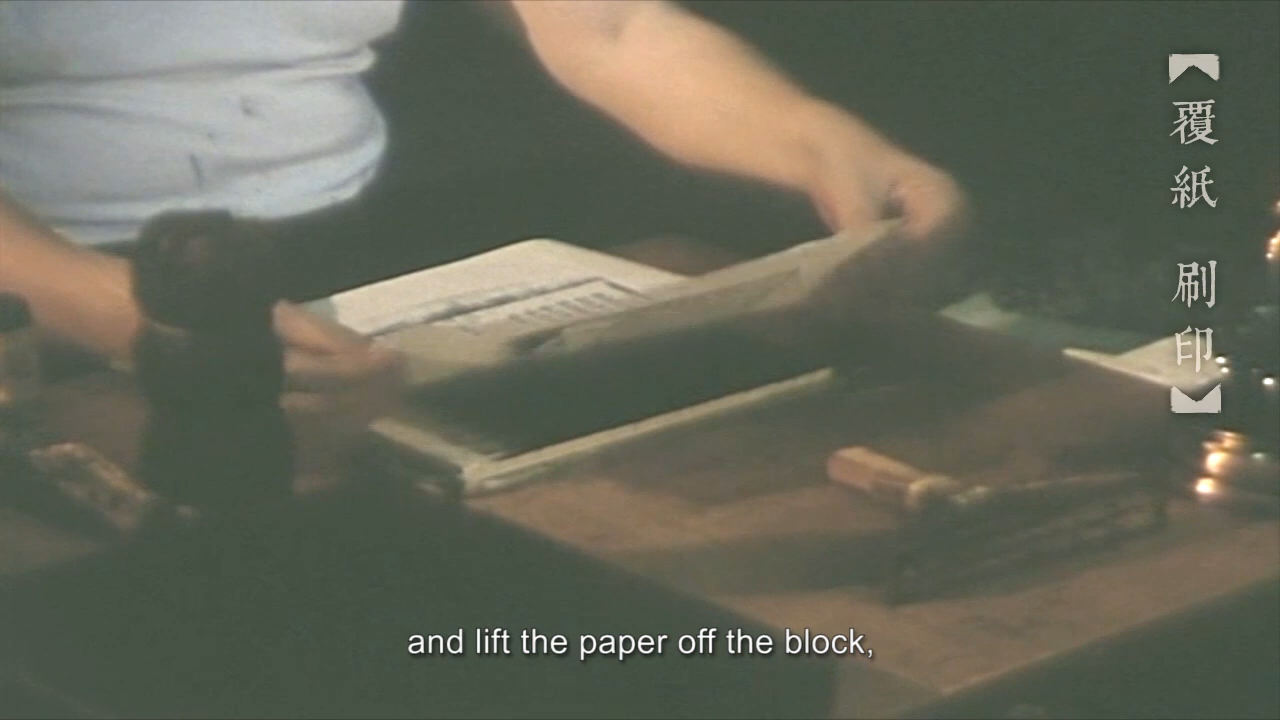 【覆紙 刷印】
and lift the paper off the block,